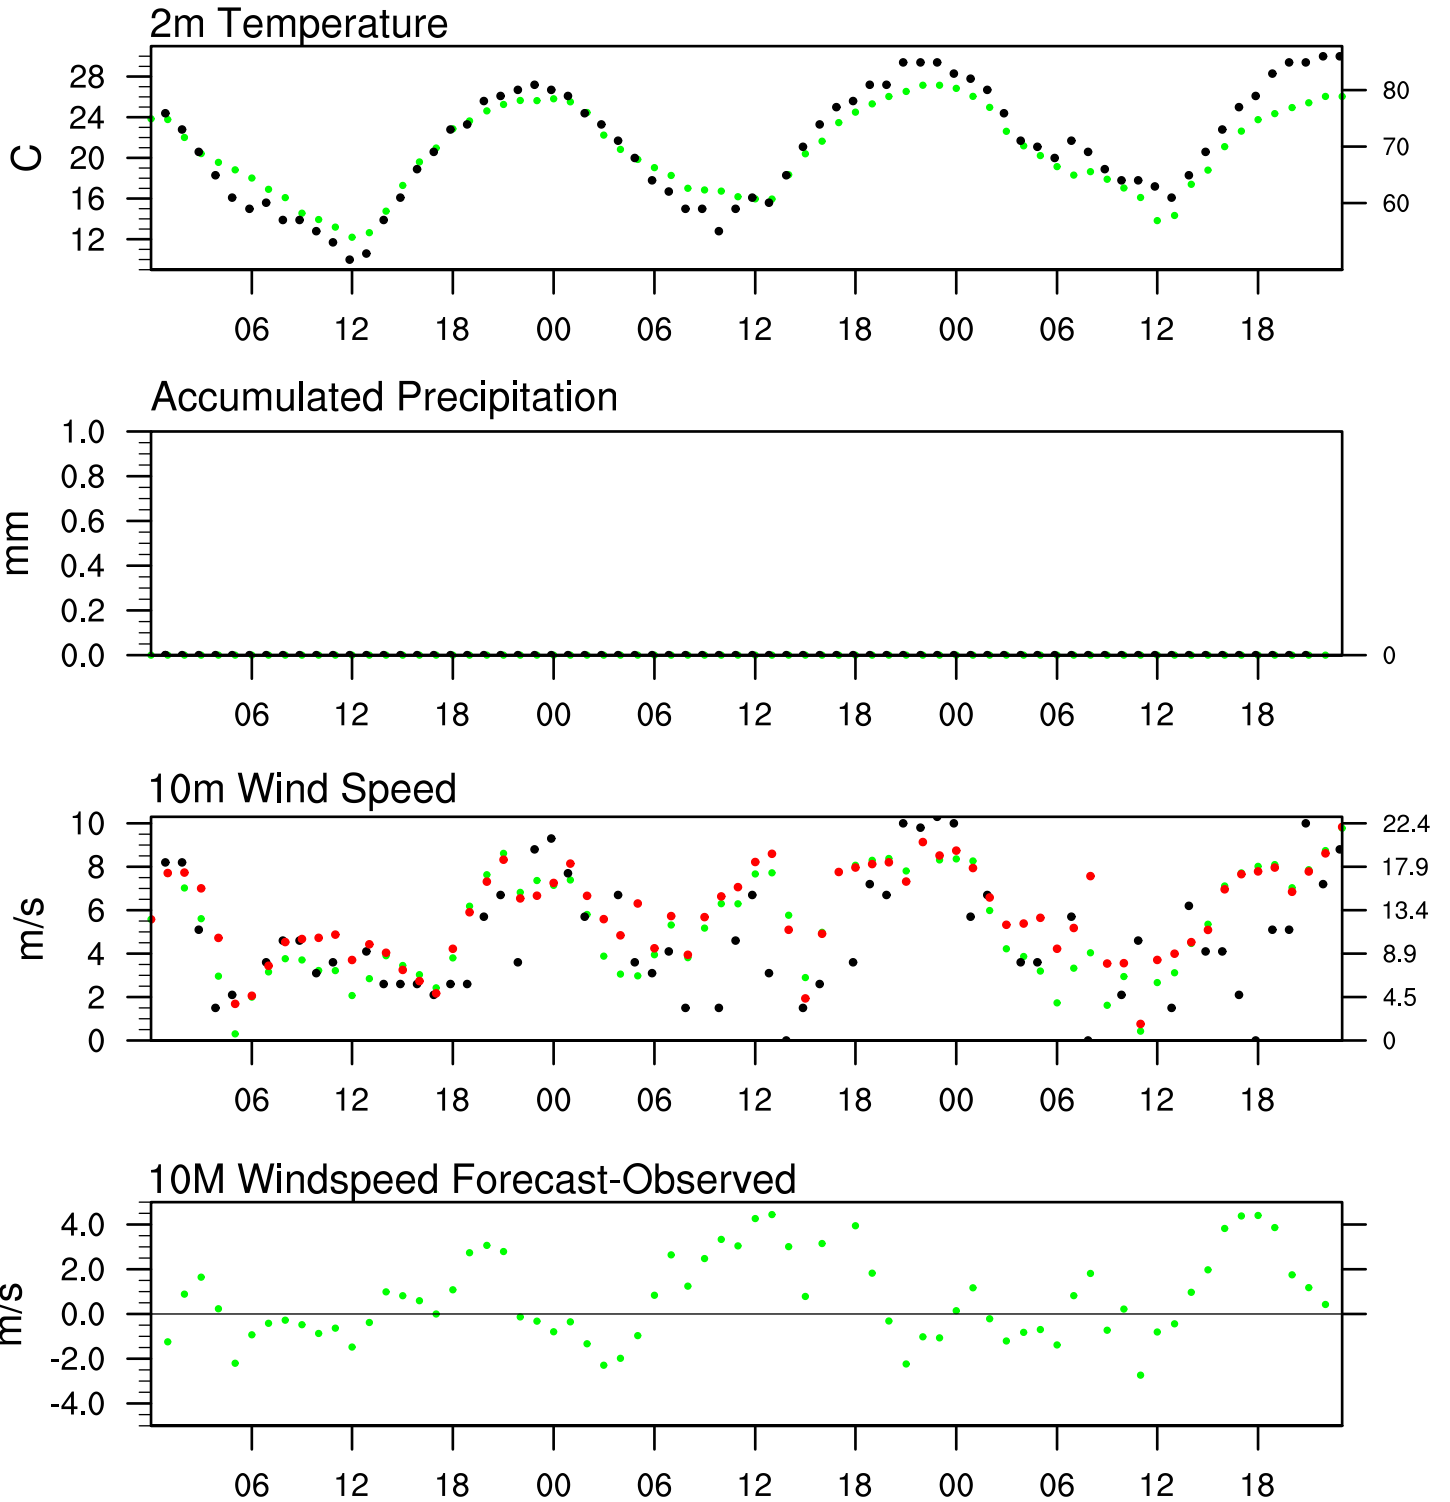 2m Temperature
28
24
20
16
12
C
80
70
60
06 12 18 00 06 12 18 00 06 12 18
Accumulated Precipitation
1.0
0.8
0.6
0.4
0.2
0.0
mm
0
06 12 18 00 06 12 18 00 06 12 18
10m Wind Speed
10
8
6
4
2
0
m/s
22.4
17.9
13.4
8.9
4.5
0
06 12 18 00 06 12 18 00 06 12 18
10M Windspeed Forecast-Observed
4.0
2.0
0.0
-2.0
-4.0
m/s
06 12 18 00 06 12 18 00 06 12 18